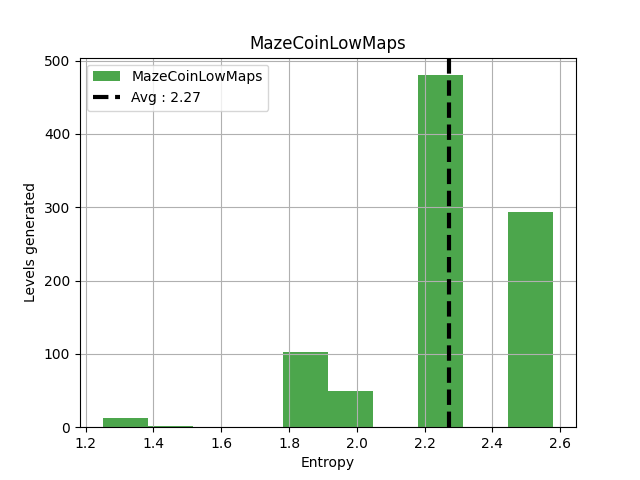 MazeCoinLowMaps
MazeCoinLowMaps
Avg : 2.27
500
400
300
200
100
0
Levels generated
1.2 1.4 1.6 1.8 2.0 2.2 2.4 2.6
Entropy